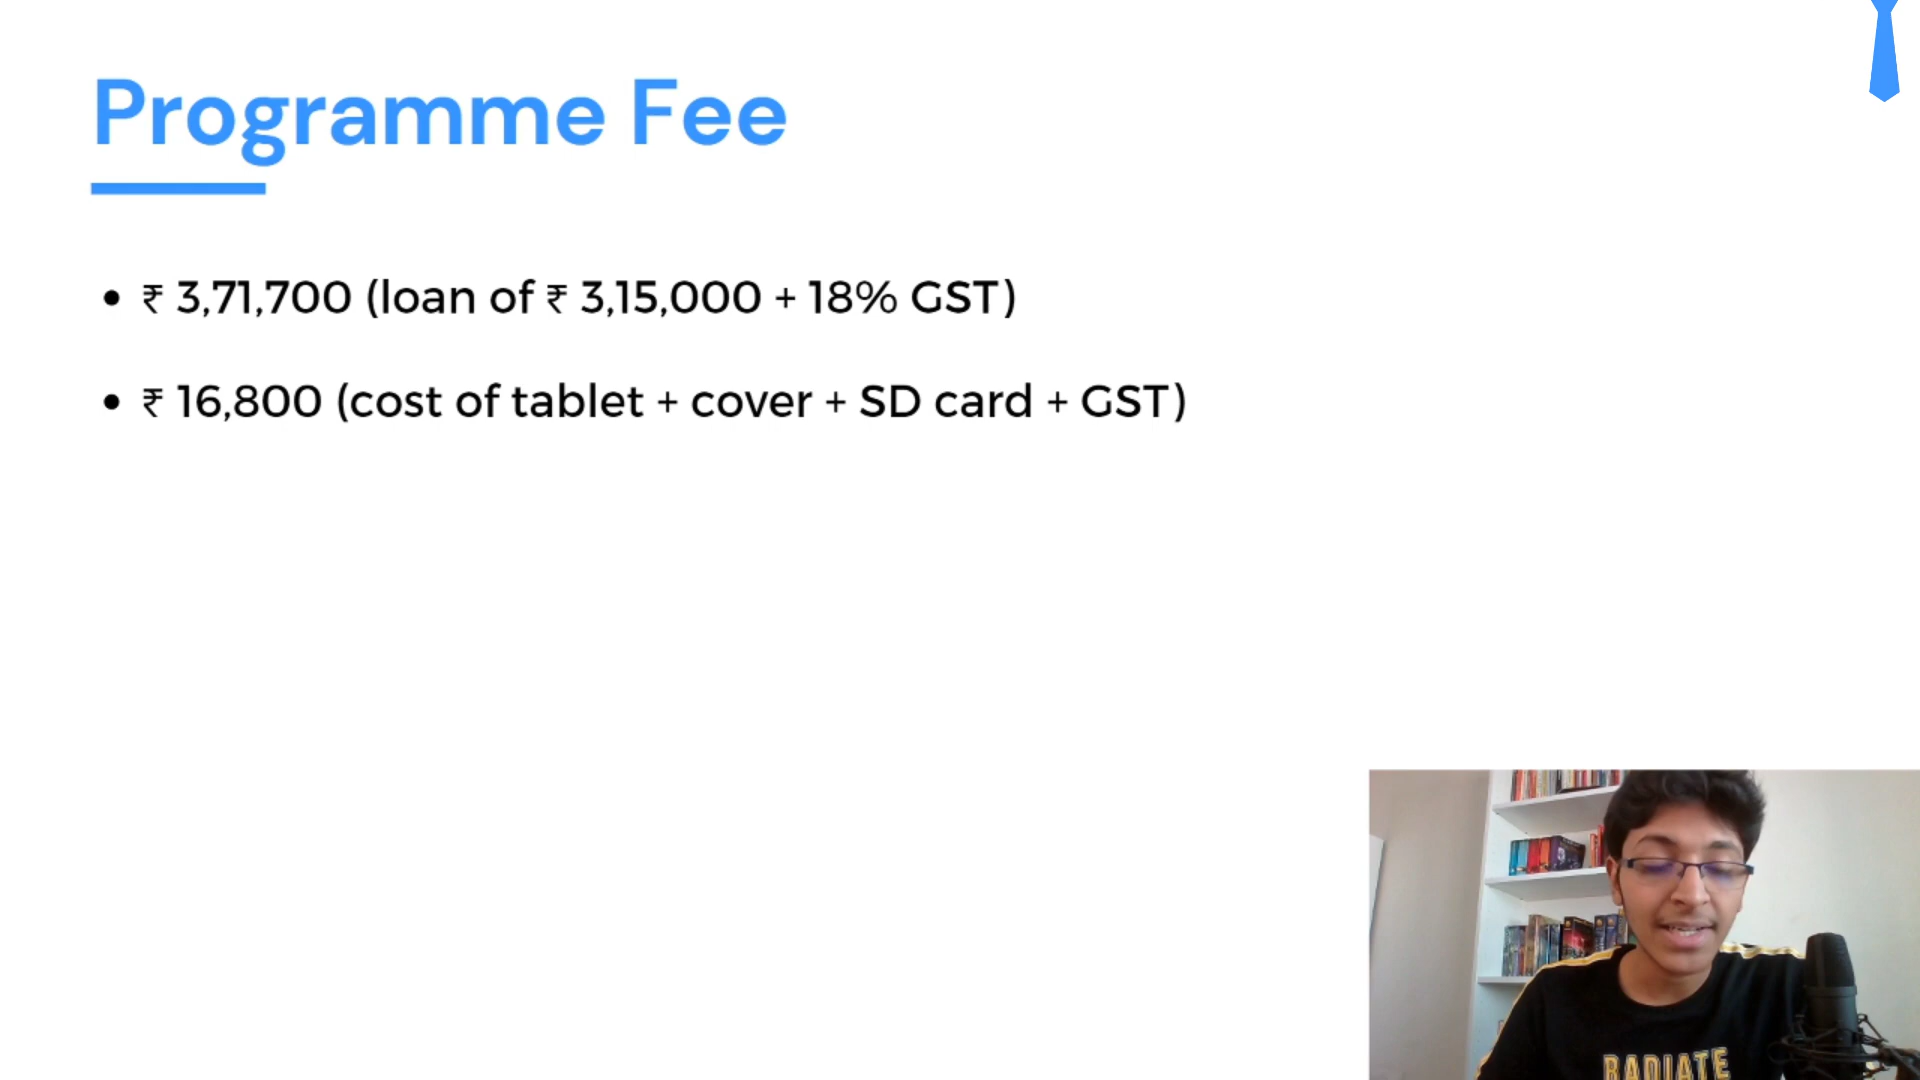 Programme Fee
• ₹ 3,71,700 (loan of ₹ 3,15,000 + 18% GST)
• ₹ 16,800 (cost of tablet + cover + SD card + GST)
RADIATE